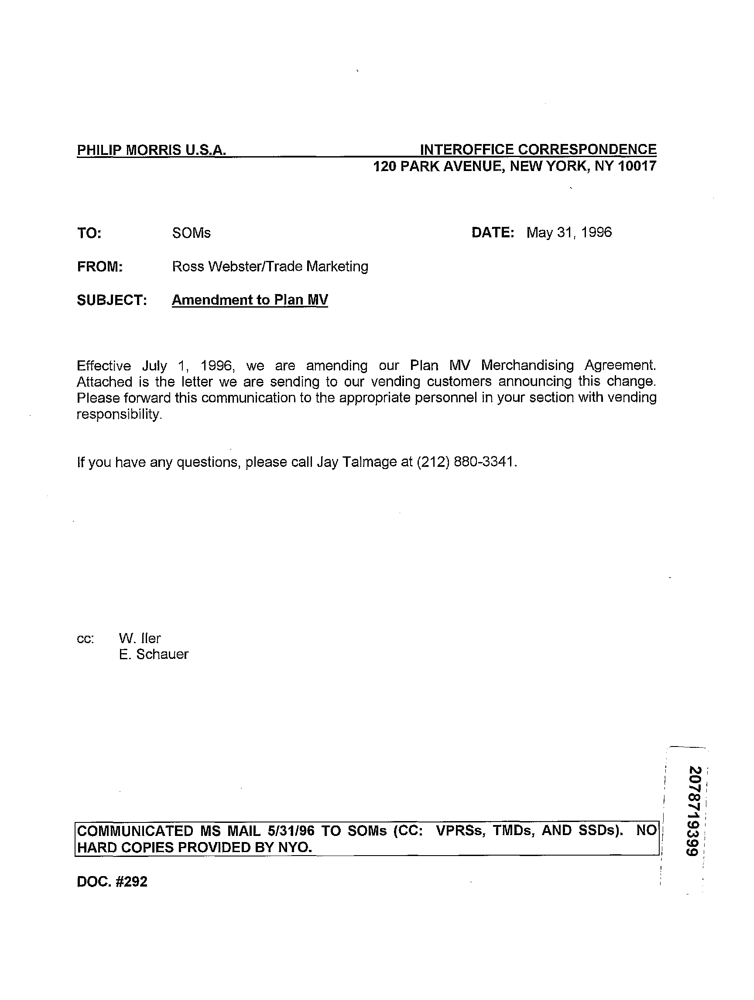 PHILIP MORRIS U.S.A. INTEROFFICE CORRESPONDENCE
120 PARK AVENUE, NEW YORK, NY 10017
TO: SOMs DATE: May 31, 1996
FROM: Ross Webster/Trade Marketing
SUBJECT: Amendment to Plan MV
Effective July 1, 1996, we are amending our Plan MV Merchandising Agreement.
Attached is the letter we are sending to our vending customers announcing this change.
Please forward this communication to the appropriate personnel in your section with vending
responsibility.
If you have any questions, please call Jay Talmage at (212) 880-3341.
cc: W. Iler
E. Schauer
COMMUNICATED MS MAIL 5/31/96 TO SOMs (CC: VPRSs, TMDs, AND SSDs). NO
HARD COPIES PROVIDED BY NYO.
DOC. #292
2078719399